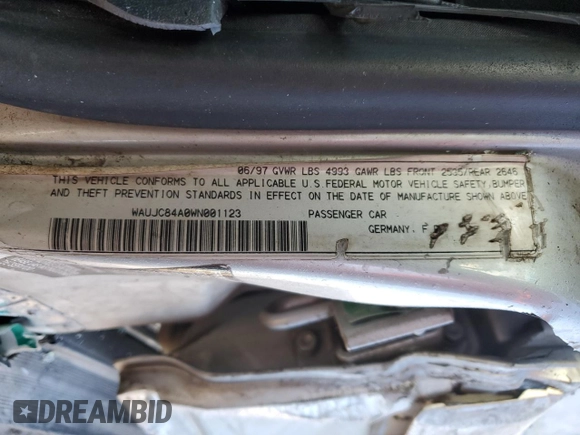 06/97 GVWR LBS 4993 GAWR LBS FRONT 2535/REAR 2646
THIS VEHICLE CONFORMS TO ALL APPLICABLE U.S FEDERAL MOTOR VEHICLE SAFETY,BUMPER
AND THEFT PREVENTION STANDARDS IN EFFECT ON THE DATE OF MANUFACTURE SHOWN ABOVE
WAUJC84A0WN001123 PASSENGER CAR
GERMANY, F
DREAMBID